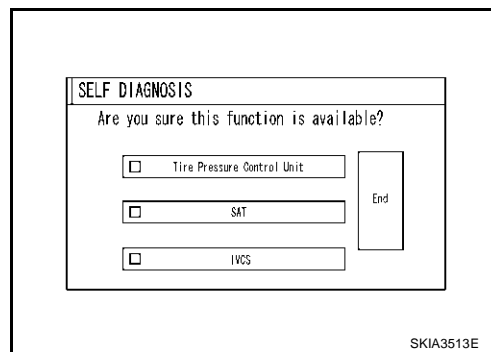 SELF DIAGNOSIS
Are you sure this function is available?
Tire Pressure Control Unit
End
SAT
IVCS
SKIA3513E